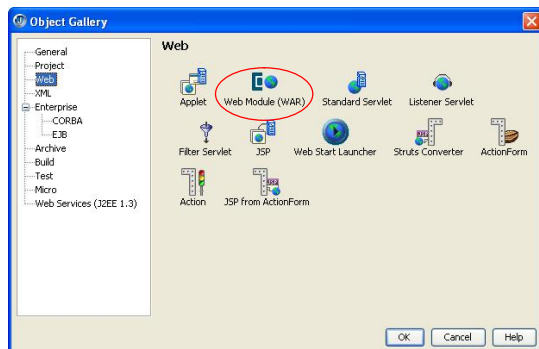 Object Gallery
General
Project
Web
XML
Enterprise
CORBA
EJB
Archive
Build
Test
Micro
Web Services (J2EE 1.3)
Web
Applet Web Module (WAR) Standard Servlet Listener Servlet
Filter Servlet JSP Web Start Launcher Struts Converter ActionForm
Action JSP from ActionForm
OK Cancel Help